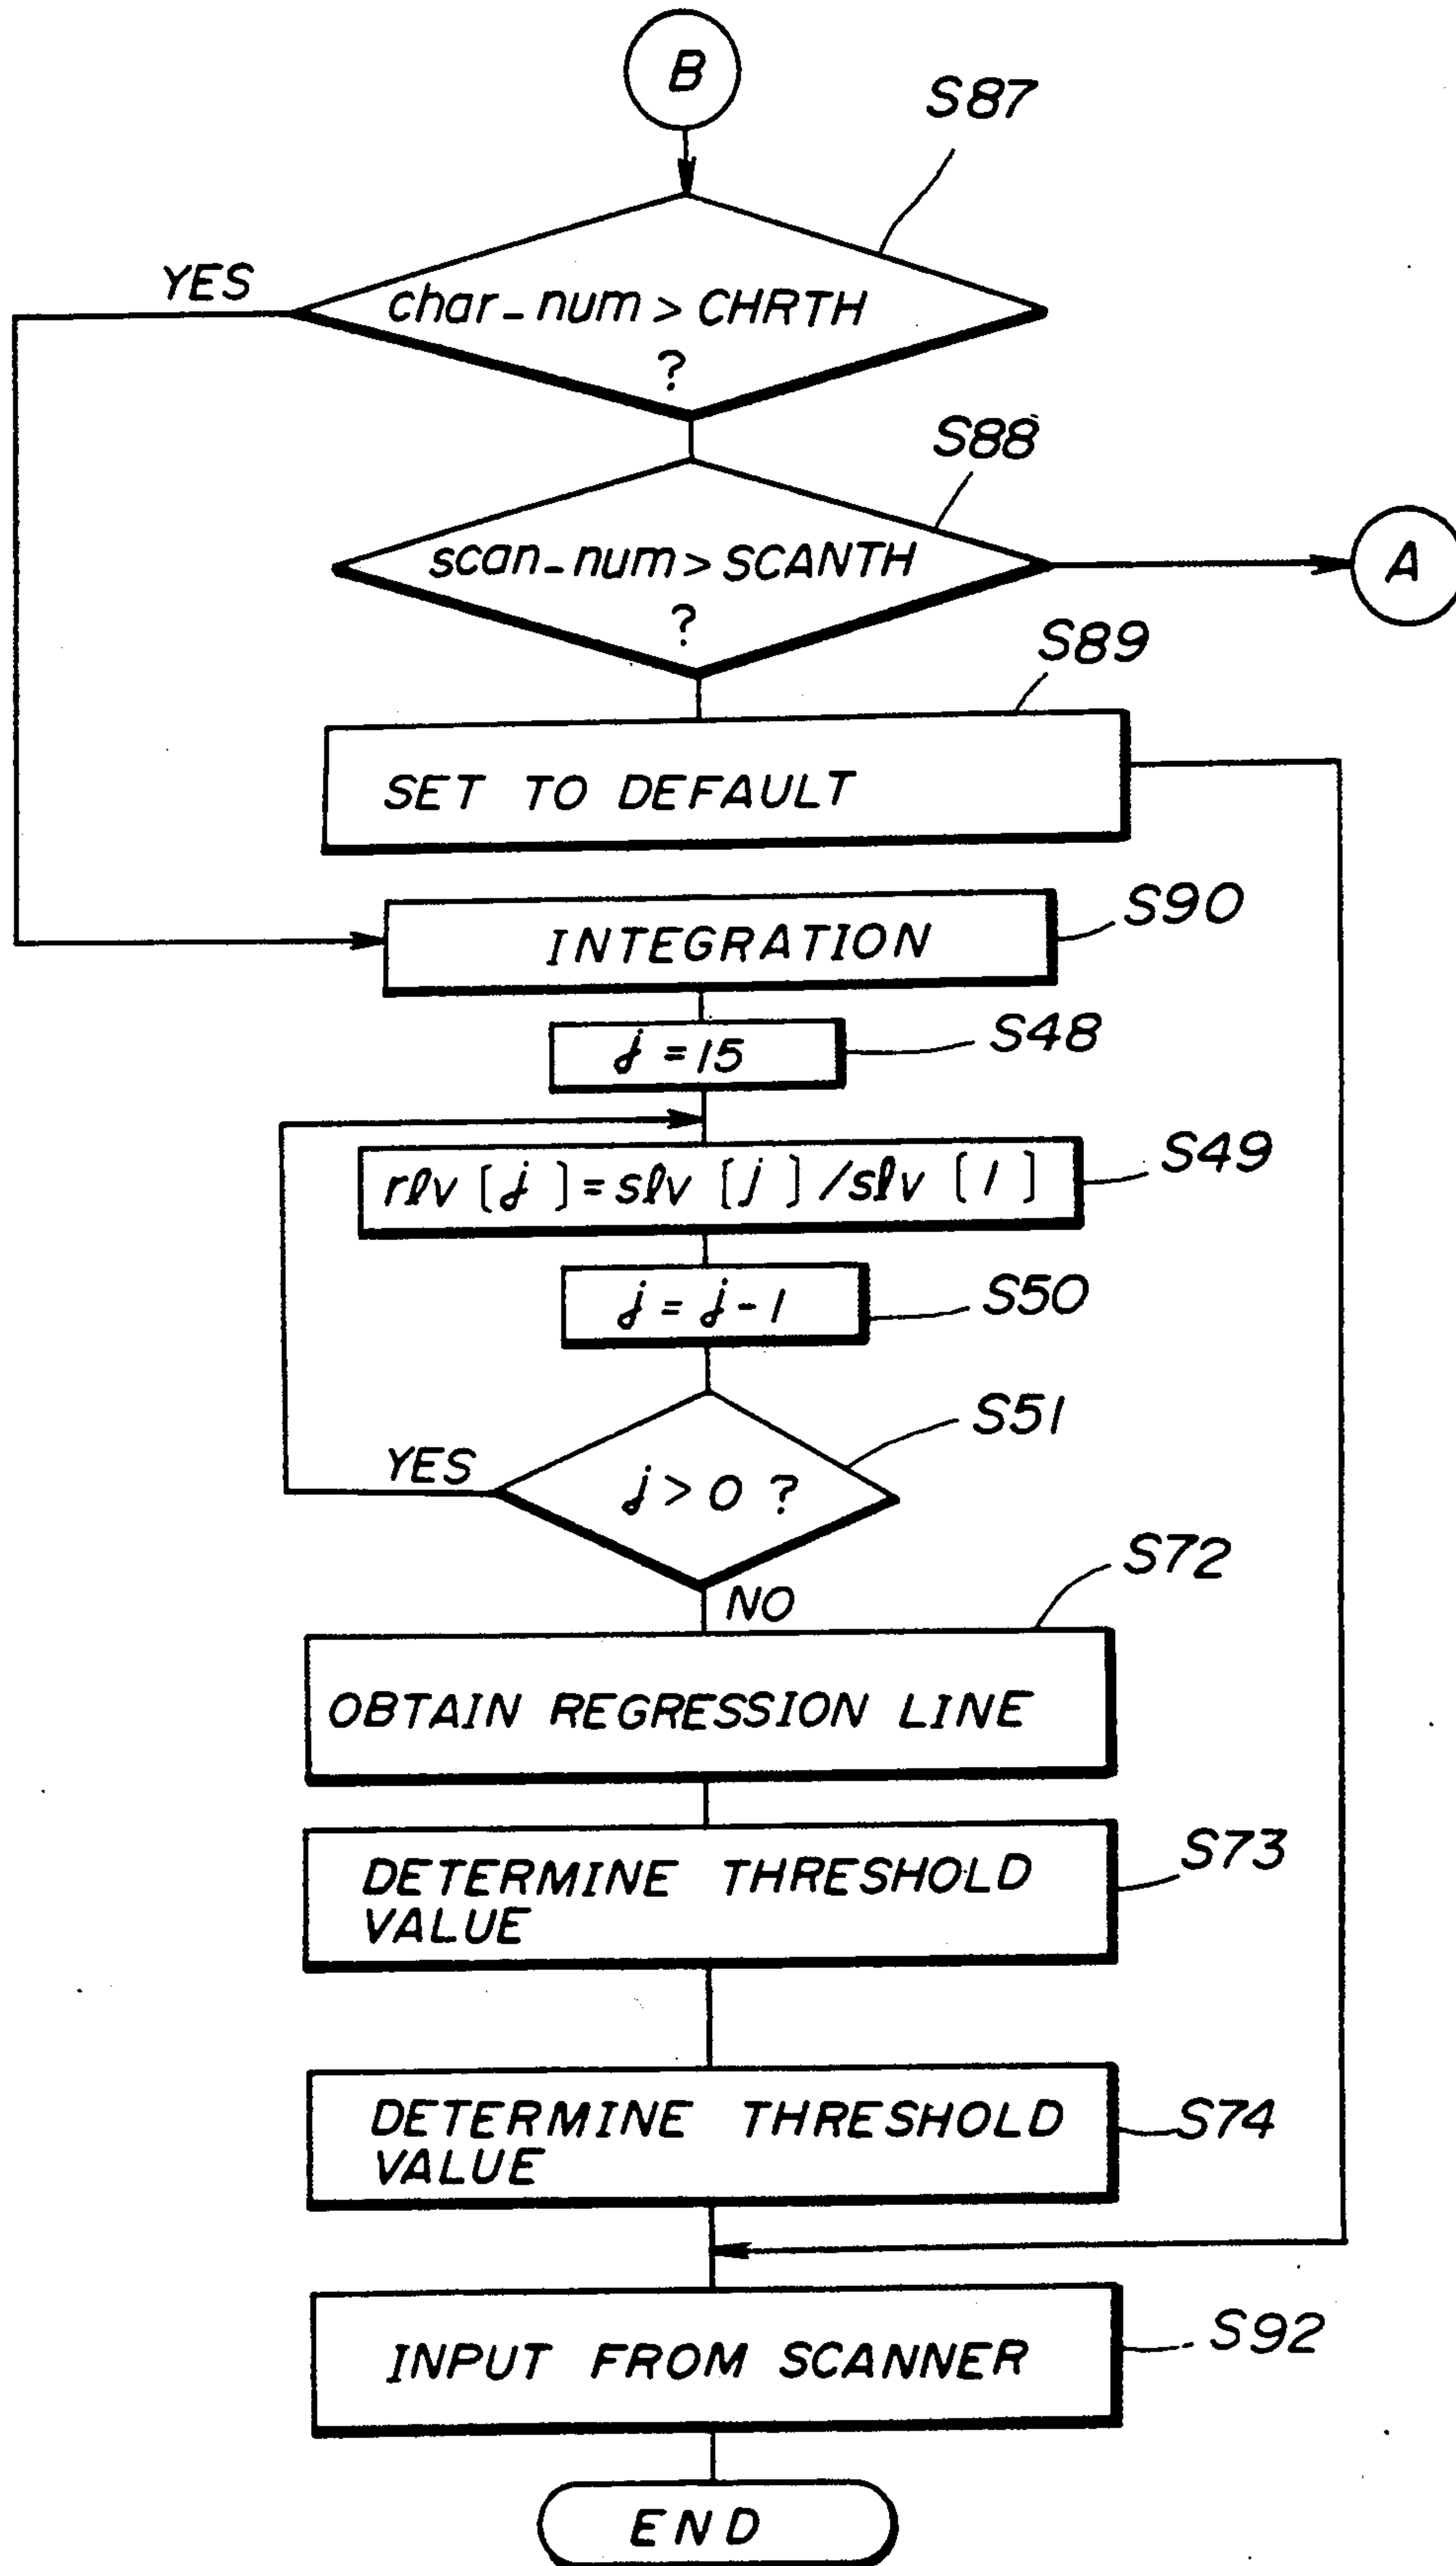 B
S87
YES
char_num > CHRTH
?
S88
scan_num > SCANTH
?
A
S89
SET TO DEFAULT
S90
INTEGRATION
S48
j = 15
S49
rlv [j] = slv [j] / slv [1]
S50
j = j - 1
S51
YES
j > 0 ?
NO
S72
OBTAIN REGRESSION LINE
S73
DETERMINE THRESHOLD
VALUE
S74
DETERMINE THRESHOLD
VALUE
S92
INPUT FROM SCANNER
END